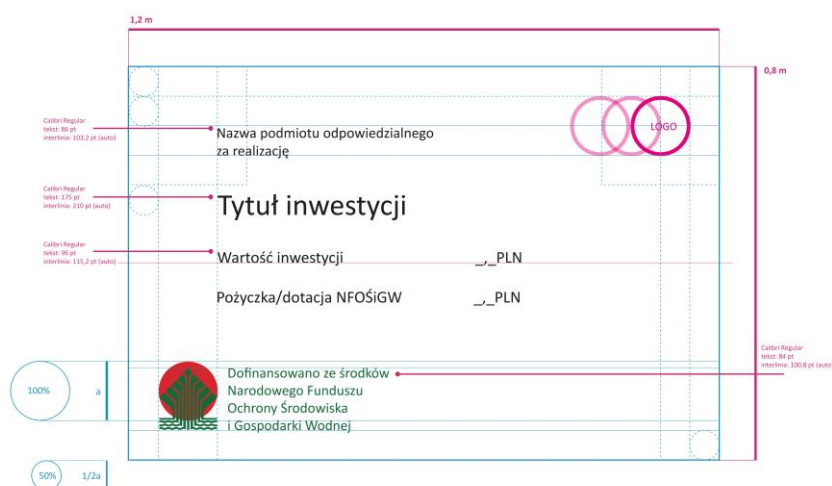 1,2 m
0,8 m
Calibri Regular
tekst: 86 pt
interlinia: 103,2 pt (auto)
Nazwa podmiotu odpowiedzialnego
za realizację
LOGO
Calibri Regular
tekst: 175 pt
interlinia: 210 pt (auto)
Tytuł inwestycji
Calibri Regular
tekst: 96 pt
interlinia: 115,2 pt (auto)
Wartość inwestycji _,_PLN
Pożyczka/dotacja NFOŚiGW _,_PLN
Calibri Regular
tekst: 84 pt
interlinia: 100,8 pt (auto)
100% a
Dofinansowano ze środków
Narodowego Funduszu
Ochrony Środowiska
i Gospodarki Wodnej
50% 1/2a